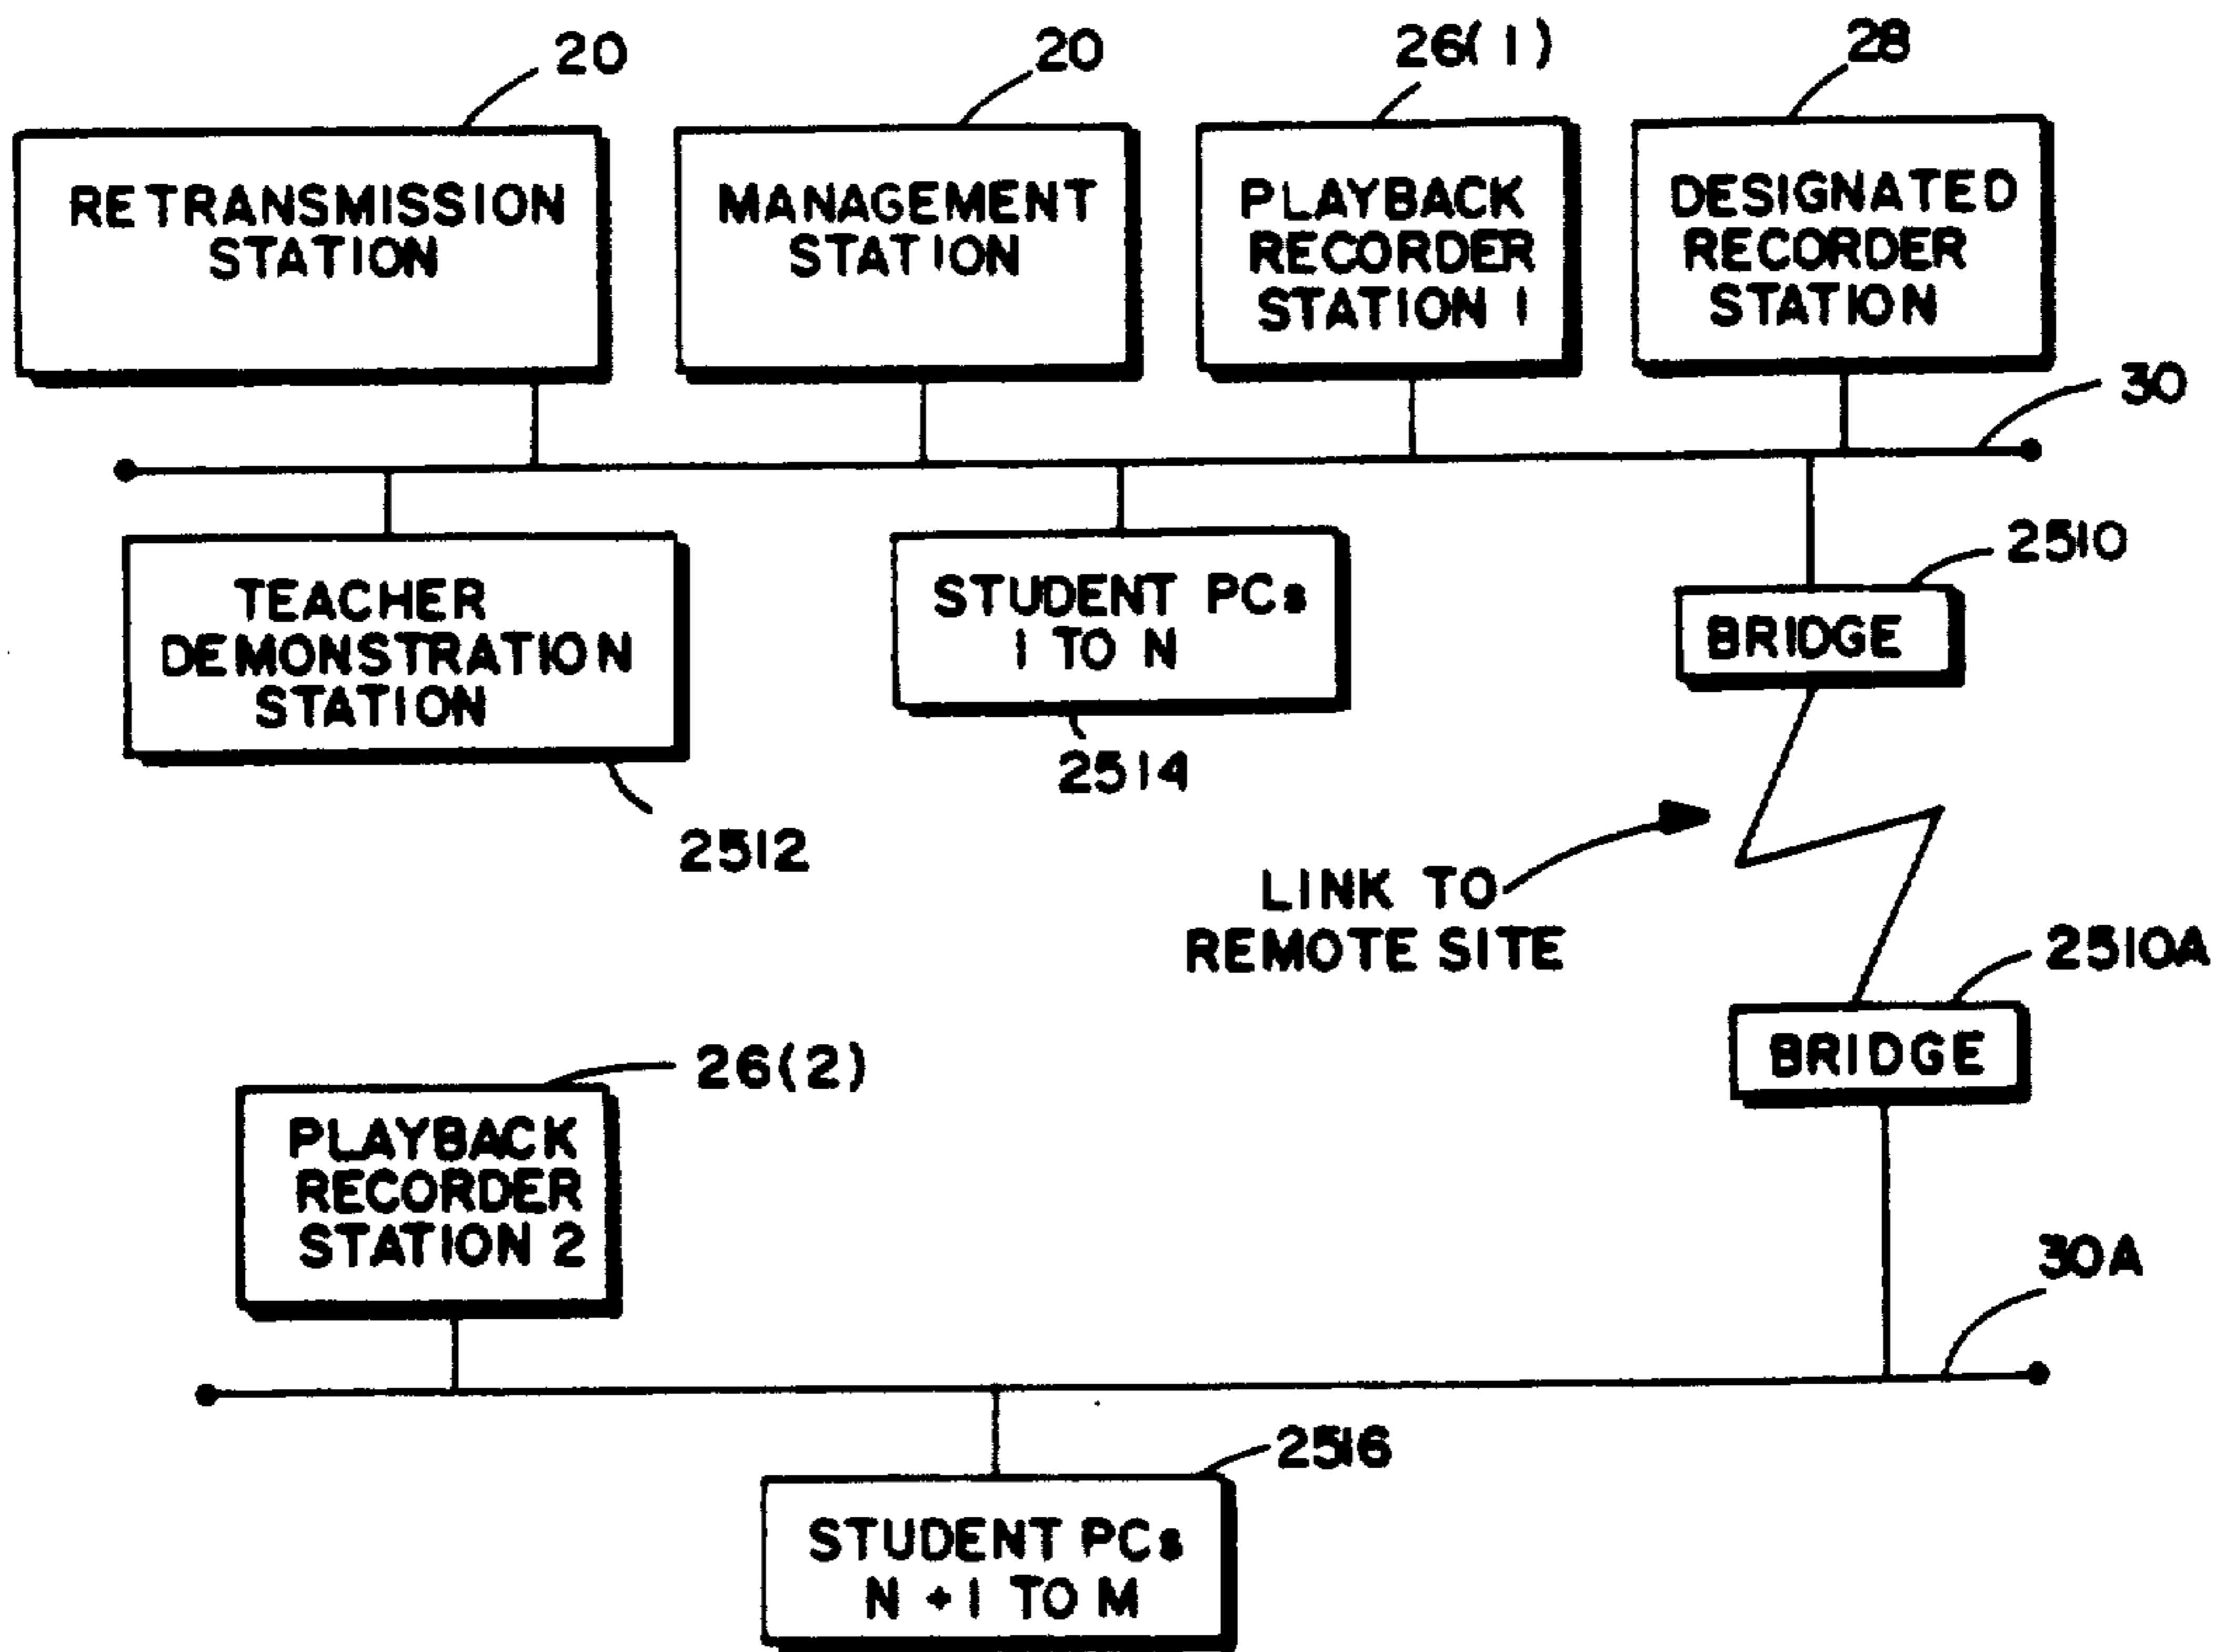 20
20
26(1)
28
RETRANSMISSION
STATION
MANAGEMENT
STATION
PLAYBACK
RECORDER
STATION 1
DESIGNATED
RECORDER
STATION
30
TEACHER
DEMONSTRATION
STATION
STUDENT PCs
1 TO N
2510
BRIDGE
2514
2512
LINK TO
REMOTE SITE
2510A
BRIDGE
26(2)
PLAYBACK
RECORDER
STATION 2
30A
2516
STUDENT PCs
N + 1 TO M